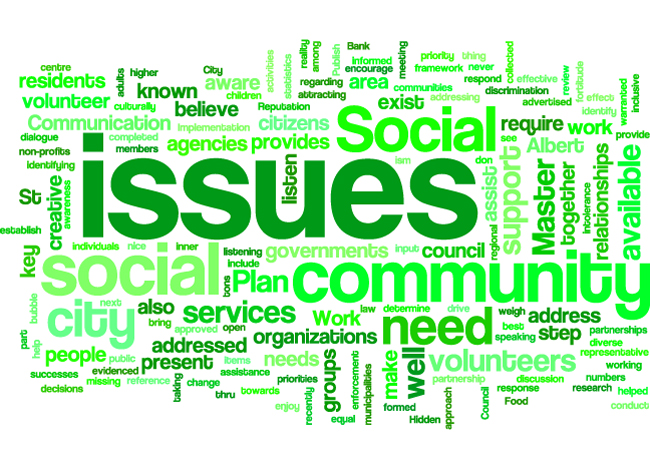 centre
adults
higher
City
activities
statistics
reality
among
Publish
Bank
informed
encourage
meeting
priority
thing
framework
never
collected
respond
effective
review
fortitude
effect
identify
warranted
inclusive
residents
known
aware
children
regarding
attracting
area
communities
addressing
discrimination
advertised
volunteer
culturally
believe
Reputation
exist
Communication
Implementation
citizens
Social
require
work
provide
dialogue
completed
agencies
provides
see
Albert
non-profits
members
identifying
issues
listen
ism
don
assist
support
Master
together
Intolerance
relationships
available
St
creative
awareness
establish
regional
key
individuals
nice
inner
listening
include
governments
input
council
social
tons
Plan
community
bubble
next
city
also
bring
services
law
determine
drive
weigh
address
part
help
approved
open
Work
need
best
speaking
step
partnerships
diverse
representative
organizations
addressed
people
public
present
items
needs
groups
enforcement
municipalities
make
well
volunteers
working
successes
evidenced
assistance
priorities
partnership
discussion
numbers
decisions
missing
reference
taking
change
towards
response
research
helped
thru
enjoy
recently
equal
formed
Hidden
approach
Council
Food
conduct